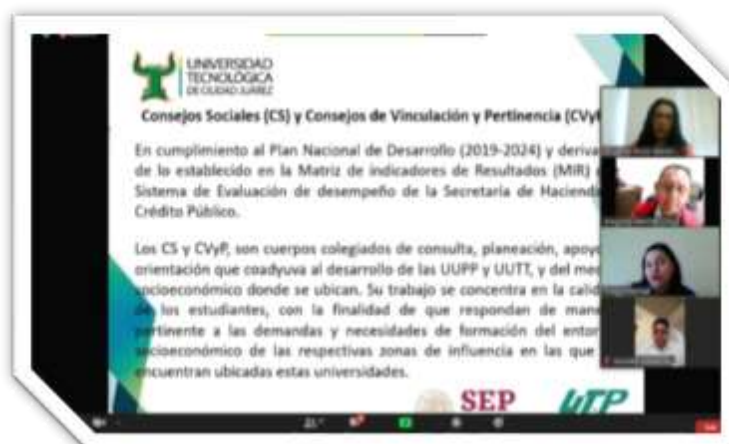 UNIVERSIDAD
TECNOLÓGICA
DE CIUDAD JUÁREZ
Consejos Sociales (CS) y Consejos de Vinculación y Pertinencia (CVyP
En cumplimiento al Plan Nacional de Desarrollo (2019-2024) y deriva
de lo establecido en la Matriz de indicadores de Resultados (MIR)
Sistema de Evaluación de desempeño de la Secretaría de Hacienda
Crédito Público.
Los CS y CVyP, son cuerpos colegiados de consulta, planeación, apoyo
orientación que coadyuva al desarrollo de las UUPP y UUTT, y del med
socioeconómico donde se ubican. Su trabajo se concentra en la calid
de los estudiantes, con la finalidad de que respondan de mane
pertinente a las demandas y necesidades de formación del entor
socioeconómico de las respectivas zonas de influencia en las que
encuentran ubicadas estas universidades.
SEP